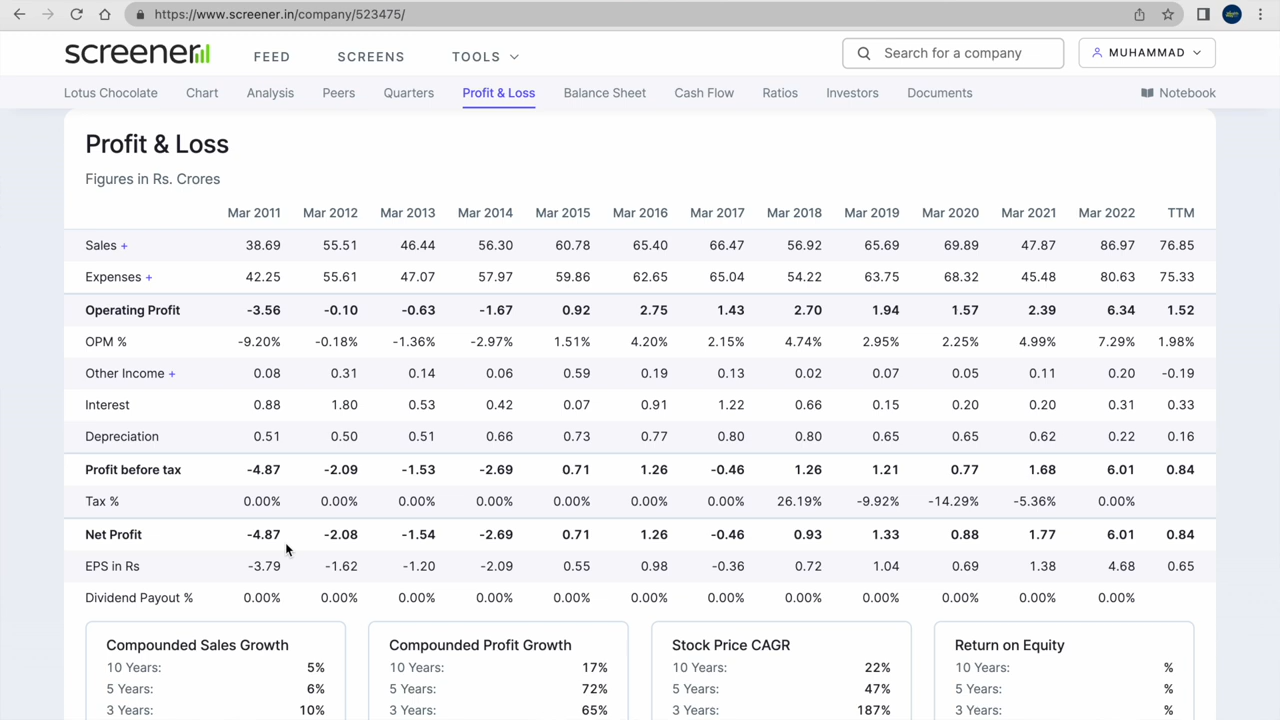 https://www.screener.in/company/523475/
screener FEED SCREENS TOOLS Search for a company MUHAMMAD
Lotus Chocolate Chart Analysis Peers Quarters Profit & Loss Balance Sheet Cash Flow Ratios Investors Documents Notebook
Profit & Loss
Figures in Rs. Crores
Mar 2011 Mar 2012 Mar 2013 Mar 2014 Mar 2015 Mar 2016 Mar 2017 Mar 2018 Mar 2019 Mar 2020 Mar 2021 Mar 2022 TTM
Sales + 38.69 55.51 46.44 56.30 60.78 65.40 66.47 56.92 65.69 69.89 47.87 86.97 76.85
Expenses + 42.25 55.61 47.07 57.97 59.86 62.65 65.04 54.22 63.75 68.32 45.48 80.63 75.33
Operating Profit -3.56 -0.10 -0.63 -1.67 0.92 2.75 1.43 2.70 1.94 1.57 2.39 6.34 1.52
OPM % -9.20% -0.18% -1.36% -2.97% 1.51% 4.20% 2.15% 4.74% 2.95% 2.25% 4.99% 7.29% 1.98%
Other Income + 0.08 0.31 0.14 0.06 0.59 0.19 0.13 0.02 0.07 0.05 0.11 0.20 -0.19
Interest 0.88 1.80 0.53 0.42 0.07 0.91 1.22 0.66 0.15 0.20 0.20 0.31 0.33
Depreciation 0.51 0.50 0.51 0.66 0.73 0.77 0.80 0.80 0.65 0.65 0.62 0.22 0.16
Profit before tax -4.87 -2.09 -1.53 -2.69 0.71 1.26 -0.46 1.26 1.21 0.77 1.68 6.01 0.84
Tax % 0.00% 0.00% 0.00% 0.00% 0.00% 0.00% 0.00% 26.19% -9.92% -14.29% -5.36% 0.00%
Net Profit -4.87 -2.08 -1.54 -2.69 0.71 1.26 -0.46 0.93 1.33 0.88 1.77 6.01 0.84
EPS in Rs -3.79 -1.62 -1.20 -2.09 0.55 0.98 -0.36 0.72 1.04 0.69 1.38 4.68 0.65
Dividend Payout % 0.00% 0.00% 0.00% 0.00% 0.00% 0.00% 0.00% 0.00% 0.00% 0.00% 0.00% 0.00%
Compounded Sales Growth Compounded Profit Growth Stock Price CAGR Return on Equity
10 Years: 5% 10 Years: 17% 10 Years: 22% 10 Years: %
5 Years: 6% 5 Years: 72% 5 Years: 47% 5 Years: %
3 Years: 10% 3 Years: 65% 3 Years: 187% 3 Years: %